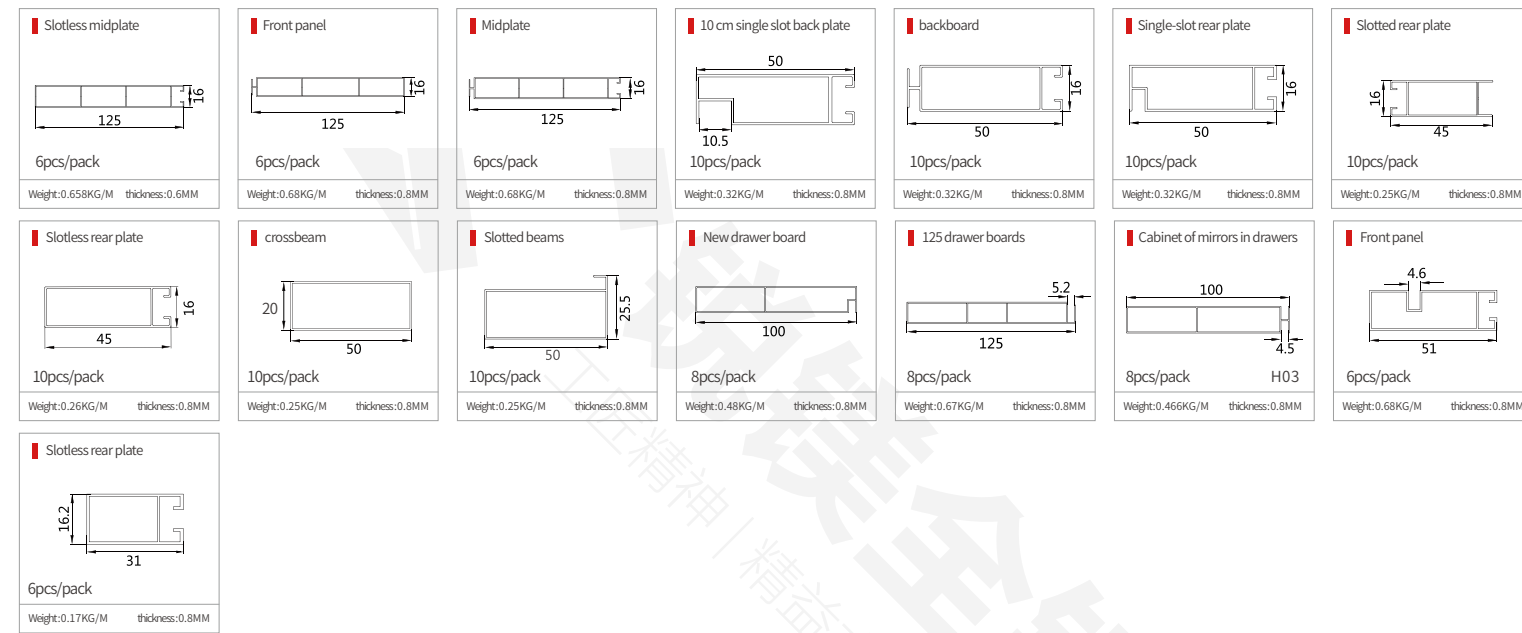 Slotless midplate
16
125
6pcs/pack
Weight:0.658KG/M thickness:0.6MM
Front panel
16
125
6pcs/pack
Weight:0.68KG/M thickness:0.8MM
Midplate
16
125
6pcs/pack
Weight:0.68KG/M thickness:0.8MM
10 cm single slot back plate
50
10.5
10pcs/pack
Weight:0.32KG/M thickness:0.8MM
backboard
16
50
10pcs/pack
Weight:0.32KG/M thickness:0.8MM
Single-slot rear plate
16
50
10pcs/pack
Weight:0.32KG/M thickness:0.8MM
Slotted rear plate
16
45
10pcs/pack
Weight:0.25KG/M thickness:0.8MM
Slotless rear plate
16
45
10pcs/pack
Weight:0.26KG/M thickness:0.8MM
crossbeam
20
50
10pcs/pack
Weight:0.25KG/M thickness:0.8MM
Slotted beams
25.5
50
10pcs/pack
Weight:0.25KG/M thickness:0.8MM
New drawer board
100
8pcs/pack
Weight:0.48KG/M thickness:0.8MM
125 drawer boards
5.2
125
8pcs/pack
Weight:0.67KG/M thickness:0.8MM
Cabinet of mirrors in drawers
100
4.5
8pcs/pack H03
Weight:0.466KG/M thickness:0.8MM
Front panel
4.6
51
6pcs/pack
Weight:0.68KG/M thickness:0.8MM
Slotless rear plate
16.2
31
6pcs/pack
Weight:0.17KG/M thickness:0.8MM
锐镁全
工匠精神 | 精益